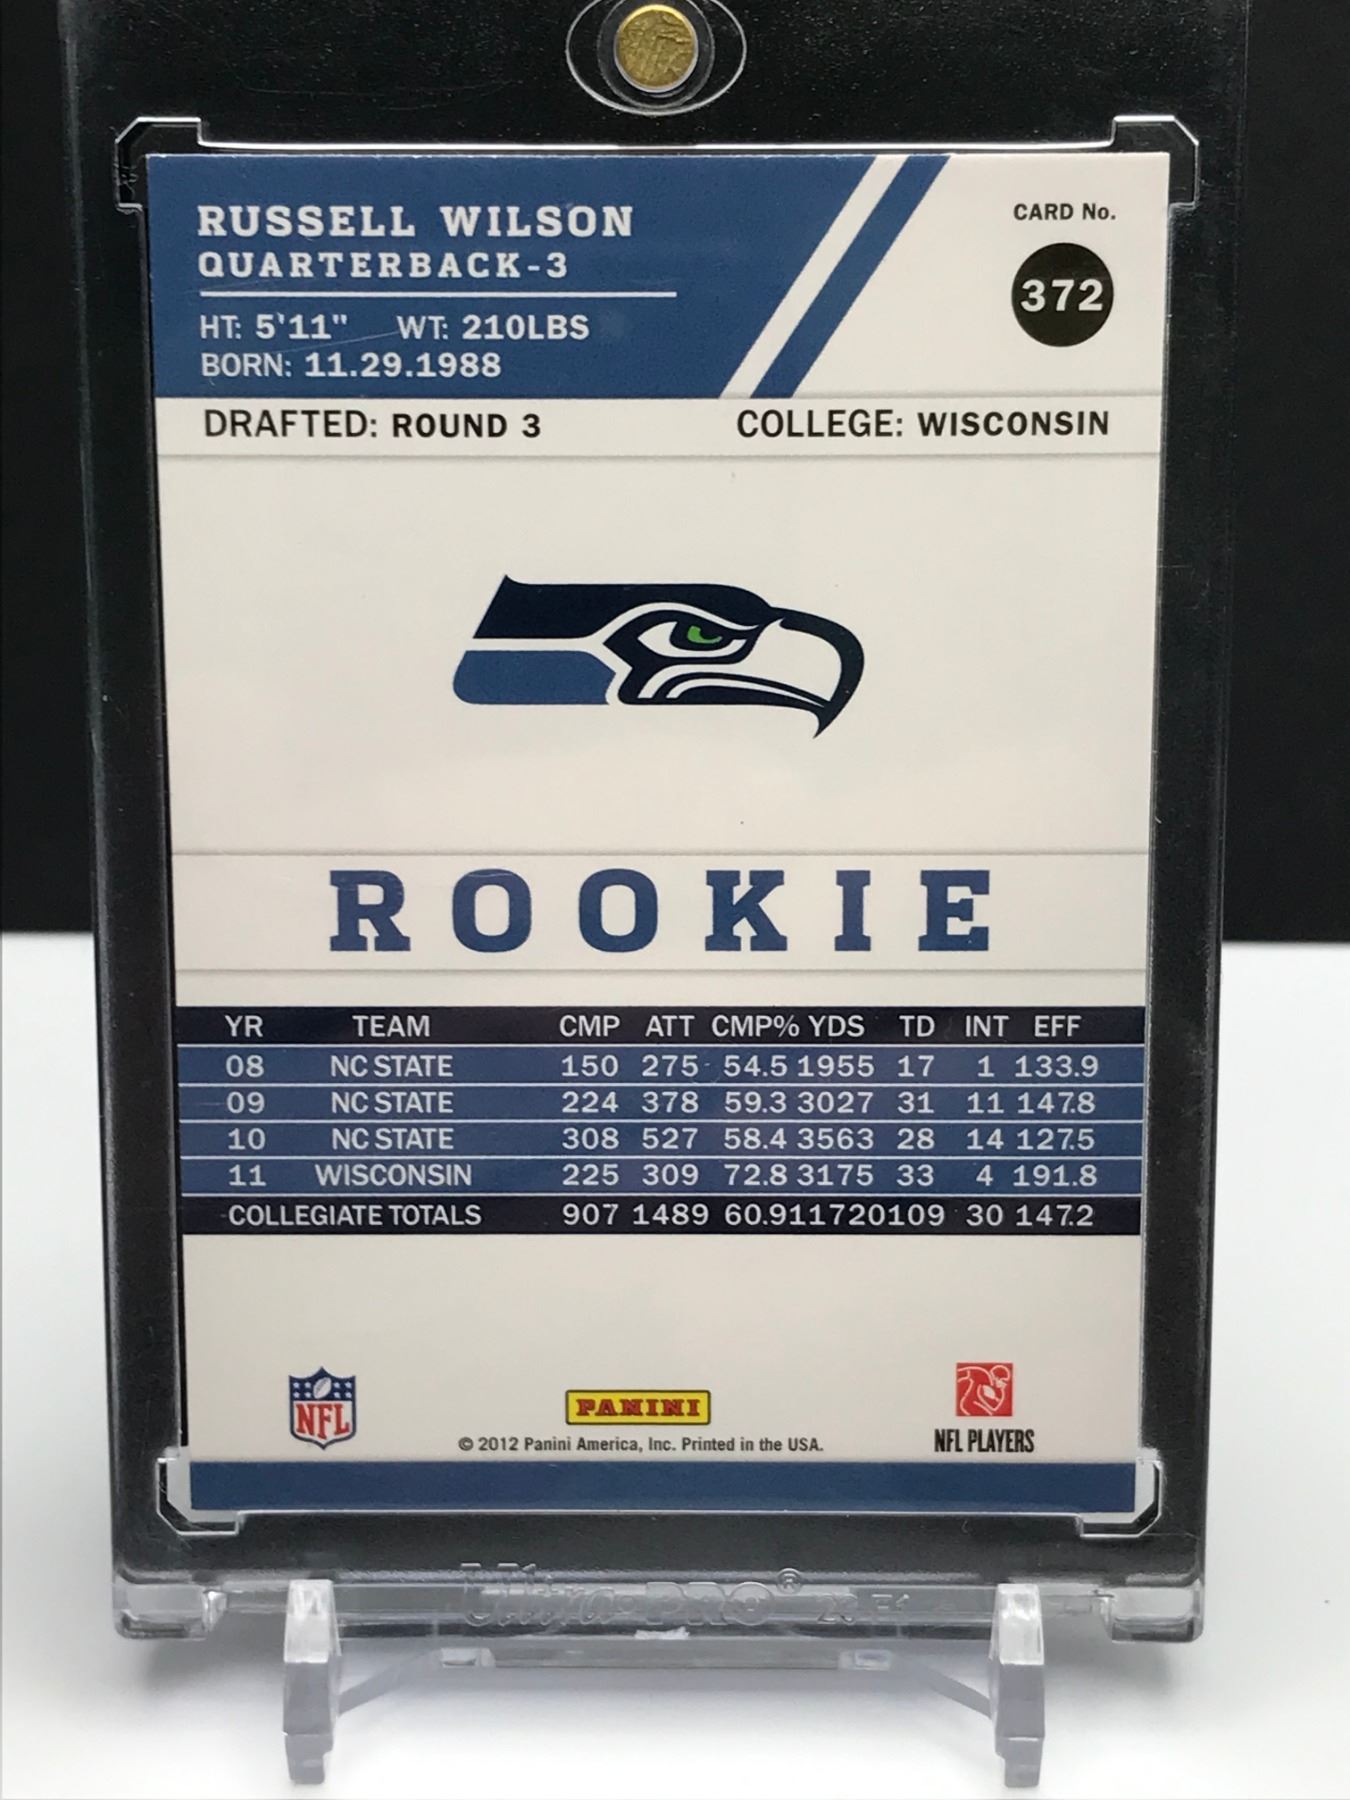 RUSSELL WILSON
QUARTERBACK-3
HT: 5'11" WT: 210LBS
BORN: 11.29.1988
CARD No.
372
DRAFTED: ROUND 3 COLLEGE: WISCONSIN
ROOKIE
YR TEAM CMP ATT CMP% YDS TD INT EFF
08 NC STATE 150 275 54.5 1955 17 1 133.9
09 NC STATE 224 378 59.3 3027 31 11 147.8
10 NC STATE 308 527 58.4 3563 28 14 127.5
11 WISCONSIN 225 309 72.8 3175 33 4 191.8
COLLEGIATE TOTALS 907 1489 60.9 11720 109 30 147.2
NFL
PANINI
© 2012 Panini America, Inc. Printed in the USA.
NFL PLAYERS
Ultra-PRO®